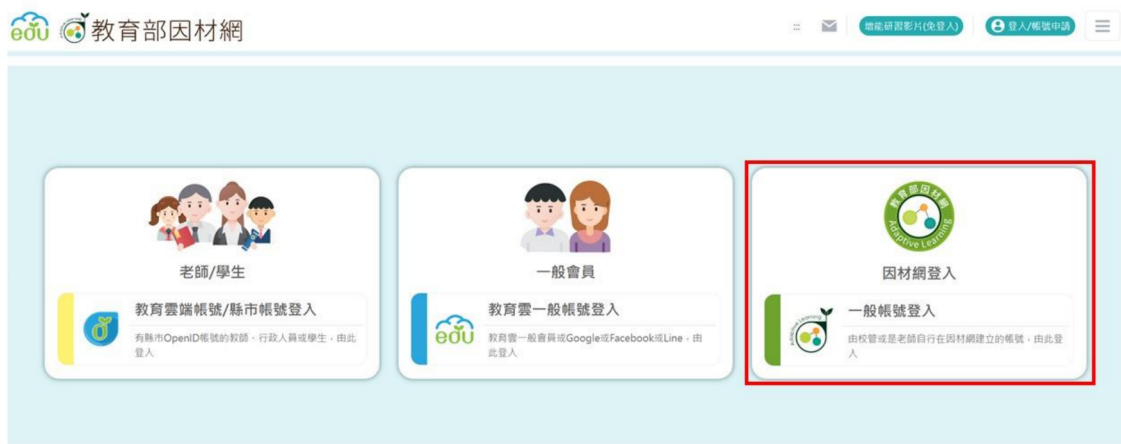 edu 教育部因材網
增能研習影片(免登入)
登入/帳號申請
老師/學生
教育雲端帳號/縣市帳號登入
有縣市OpenID帳號的教師、行政人員或學生，由此
登入
一般會員
edu
教育雲一般帳號登入
教育雲一般會員或Google或Facebook或Line，由
此登入
教育部因材網
Adaptive Learning
因材網登入
Adaptive Learning
一般帳號登入
由校管或是老師自行在因材網建立的帳號，由此登
入